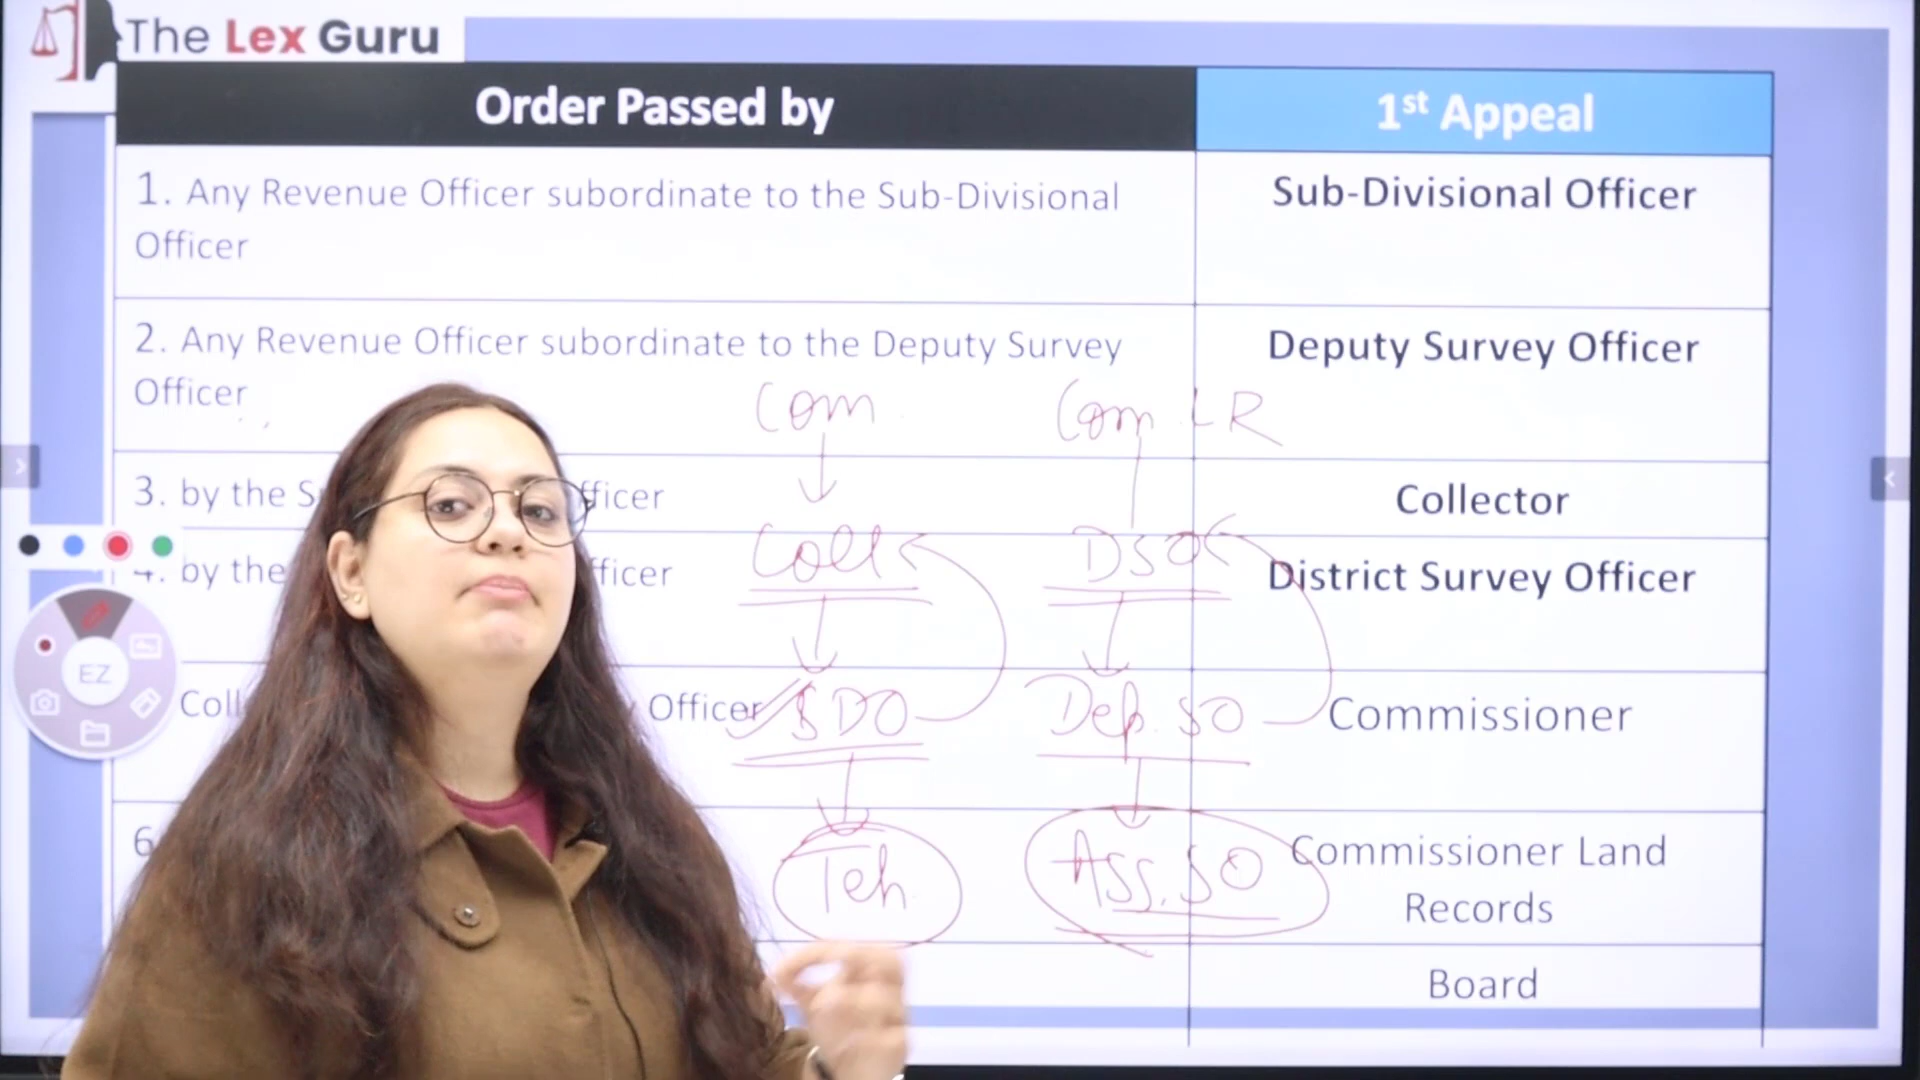 The Lex Guru
Order Passed by
1st Appeal
1. Any Revenue Officer subordinate to the Sub-Divisional
Officer
Sub-Divisional Officer
2. Any Revenue Officer subordinate to the Deputy Survey
Officer
Deputy Survey Officer
Com
Com LR
3. by the
Collector
Coll
DSO
4. by the
District Survey Officer
Officer
SDO
Dep. SO
Commissioner
6
Teh
Ass. SO
Commissioner Land
Records
Board
EZ